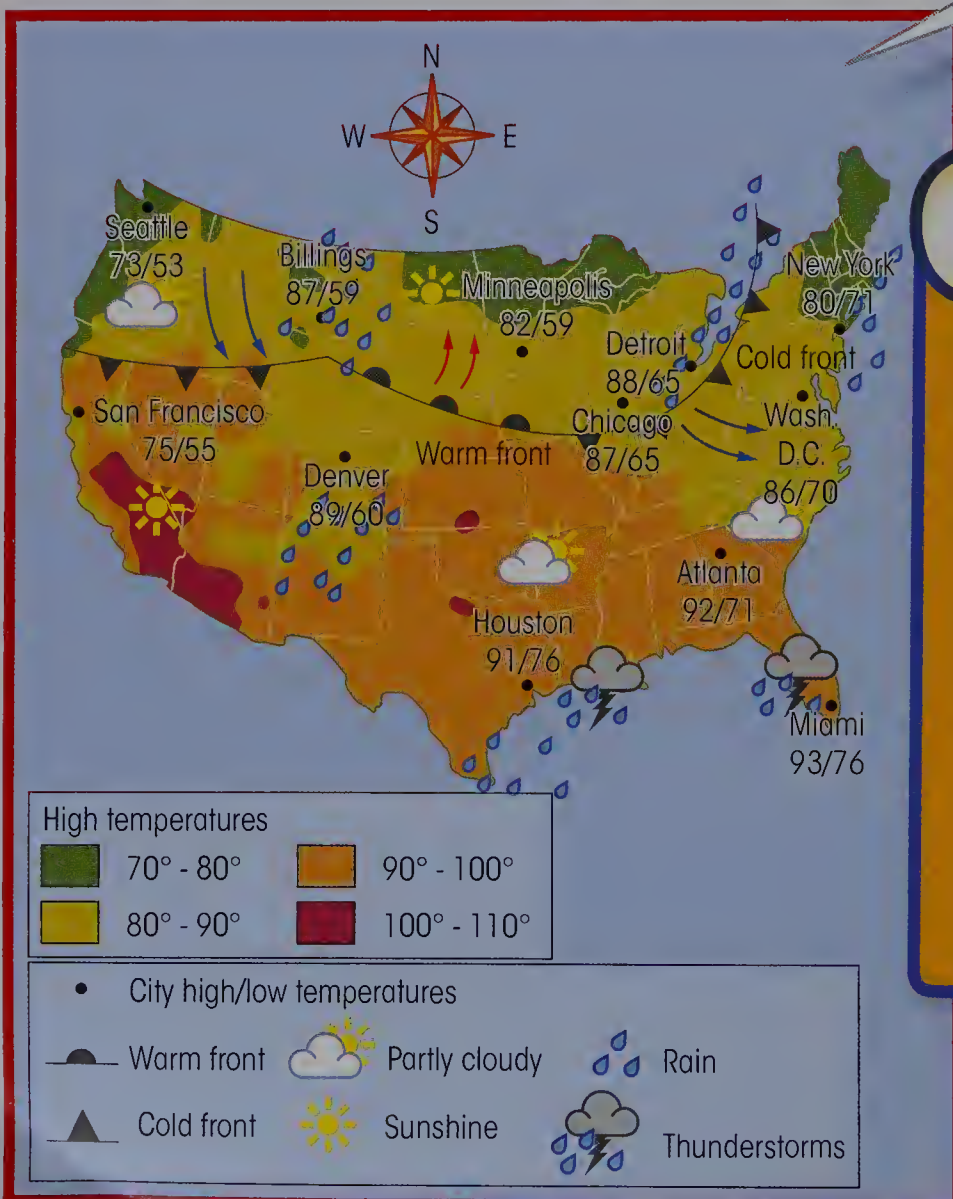 N
W
E
S
Seattle
73/53
Billings
87/59
Minneapolis
82/59
New York
80/71
Detroit
88/65
Cold front
San Francisco
75/55
Warm front
Chicago
87/65
Wash.
D.C.
86/70
Denver
89/60
Atlanta
92/71
Houston
91/76
Miami
93/76
High temperatures
70° - 80°
90° - 100°
80° - 90°
100° - 110°
City high/low temperatures
Warm front
Partly cloudy
Rain
Cold front
Sunshine
Thunderstorms